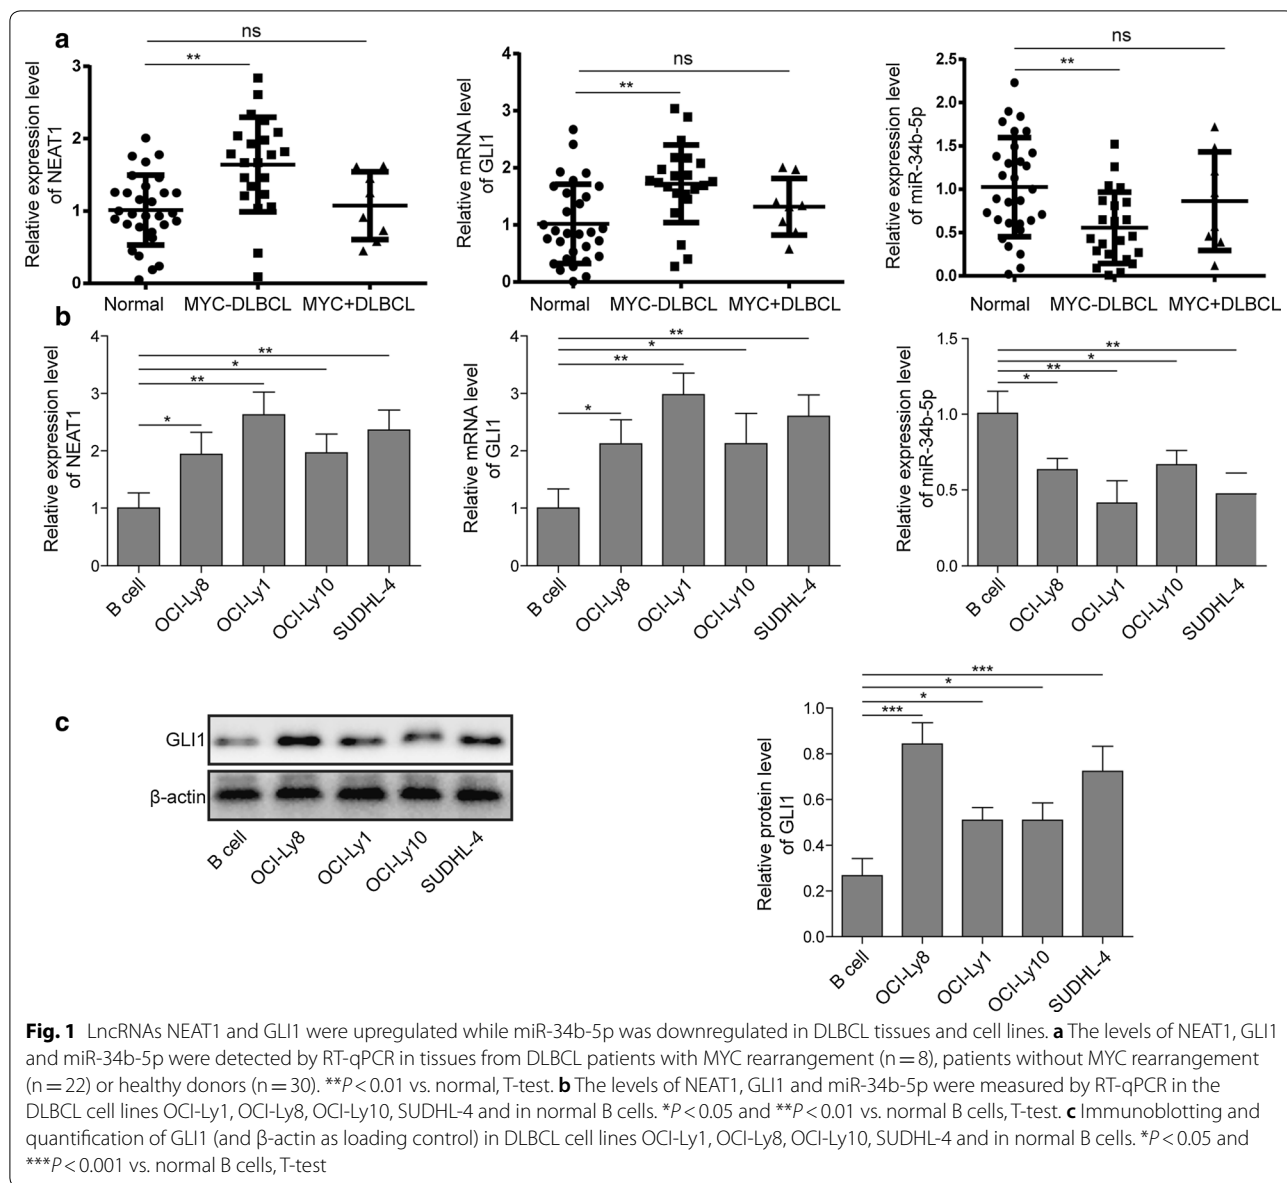 a
ns
**
Relative expression level
of NEAT1
3
2
1
0
Normal
MYC-DLBCL
MYC+DLBCL
ns
**
Relative mRNA level
of GLI1
4
3
2
1
0
Normal
MYC-DLBCL
MYC+DLBCL
ns
**
Relative expression level
of miR-34b-5p
2.5
2.0
1.5
1.0
0.5
0.0
Normal
MYC-DLBCL
MYC+DLBCL
b
**
*
**
*
Relative expression level
of NEAT1
4
3
2
1
0
B cell
OCI-Ly8
OCI-Ly1
OCI-Ly10
SUDHL-4
**
*
**
*
Relative mRNA level
of GLI1
4
3
2
1
0
B cell
OCI-Ly8
OCI-Ly1
OCI-Ly10
SUDHL-4
**
*
**
*
Relative expression level
of miR-34b-5p
1.5
1.0
0.5
0.0
B cell
OCI-Ly8
OCI-Ly1
OCI-Ly10
SUDHL-4
c
GLI1
β-actin
B cell
OCI-Ly8
OCI-Ly1
OCI-Ly10
SUDHL-4
***
*
*
***
Relative protein level
of GLI1
1.0
0.8
0.6
0.4
0.2
0.0
B cell
OCI-Ly8
OCI-Ly1
OCI-Ly10
SUDHL-4
Fig. 1 LncRNAs NEAT1 and GLI1 were upregulated while miR-34b-5p was downregulated in DLBCL tissues and cell lines. a The levels of NEAT1, GLI1
and miR-34b-5p were detected by RT-qPCR in tissues from DLBCL patients with MYC rearrangement (n = 8), patients without MYC rearrangement
(n = 22) or healthy donors (n = 30). **P < 0.01 vs. normal, T-test. b The levels of NEAT1, GLI1 and miR-34b-5p were measured by RT-qPCR in the
DLBCL cell lines OCI-Ly1, OCI-Ly8, OCI-Ly10, SUDHL-4 and in normal B cells. *P < 0.05 and **P < 0.01 vs. normal B cells, T-test. c Immunoblotting and
quantification of GLI1 (and β-actin as loading control) in DLBCL cell lines OCI-Ly1, OCI-Ly8, OCI-Ly10, SUDHL-4 and in normal B cells. *P < 0.05 and
***P < 0.001 vs. normal B cells, T-test